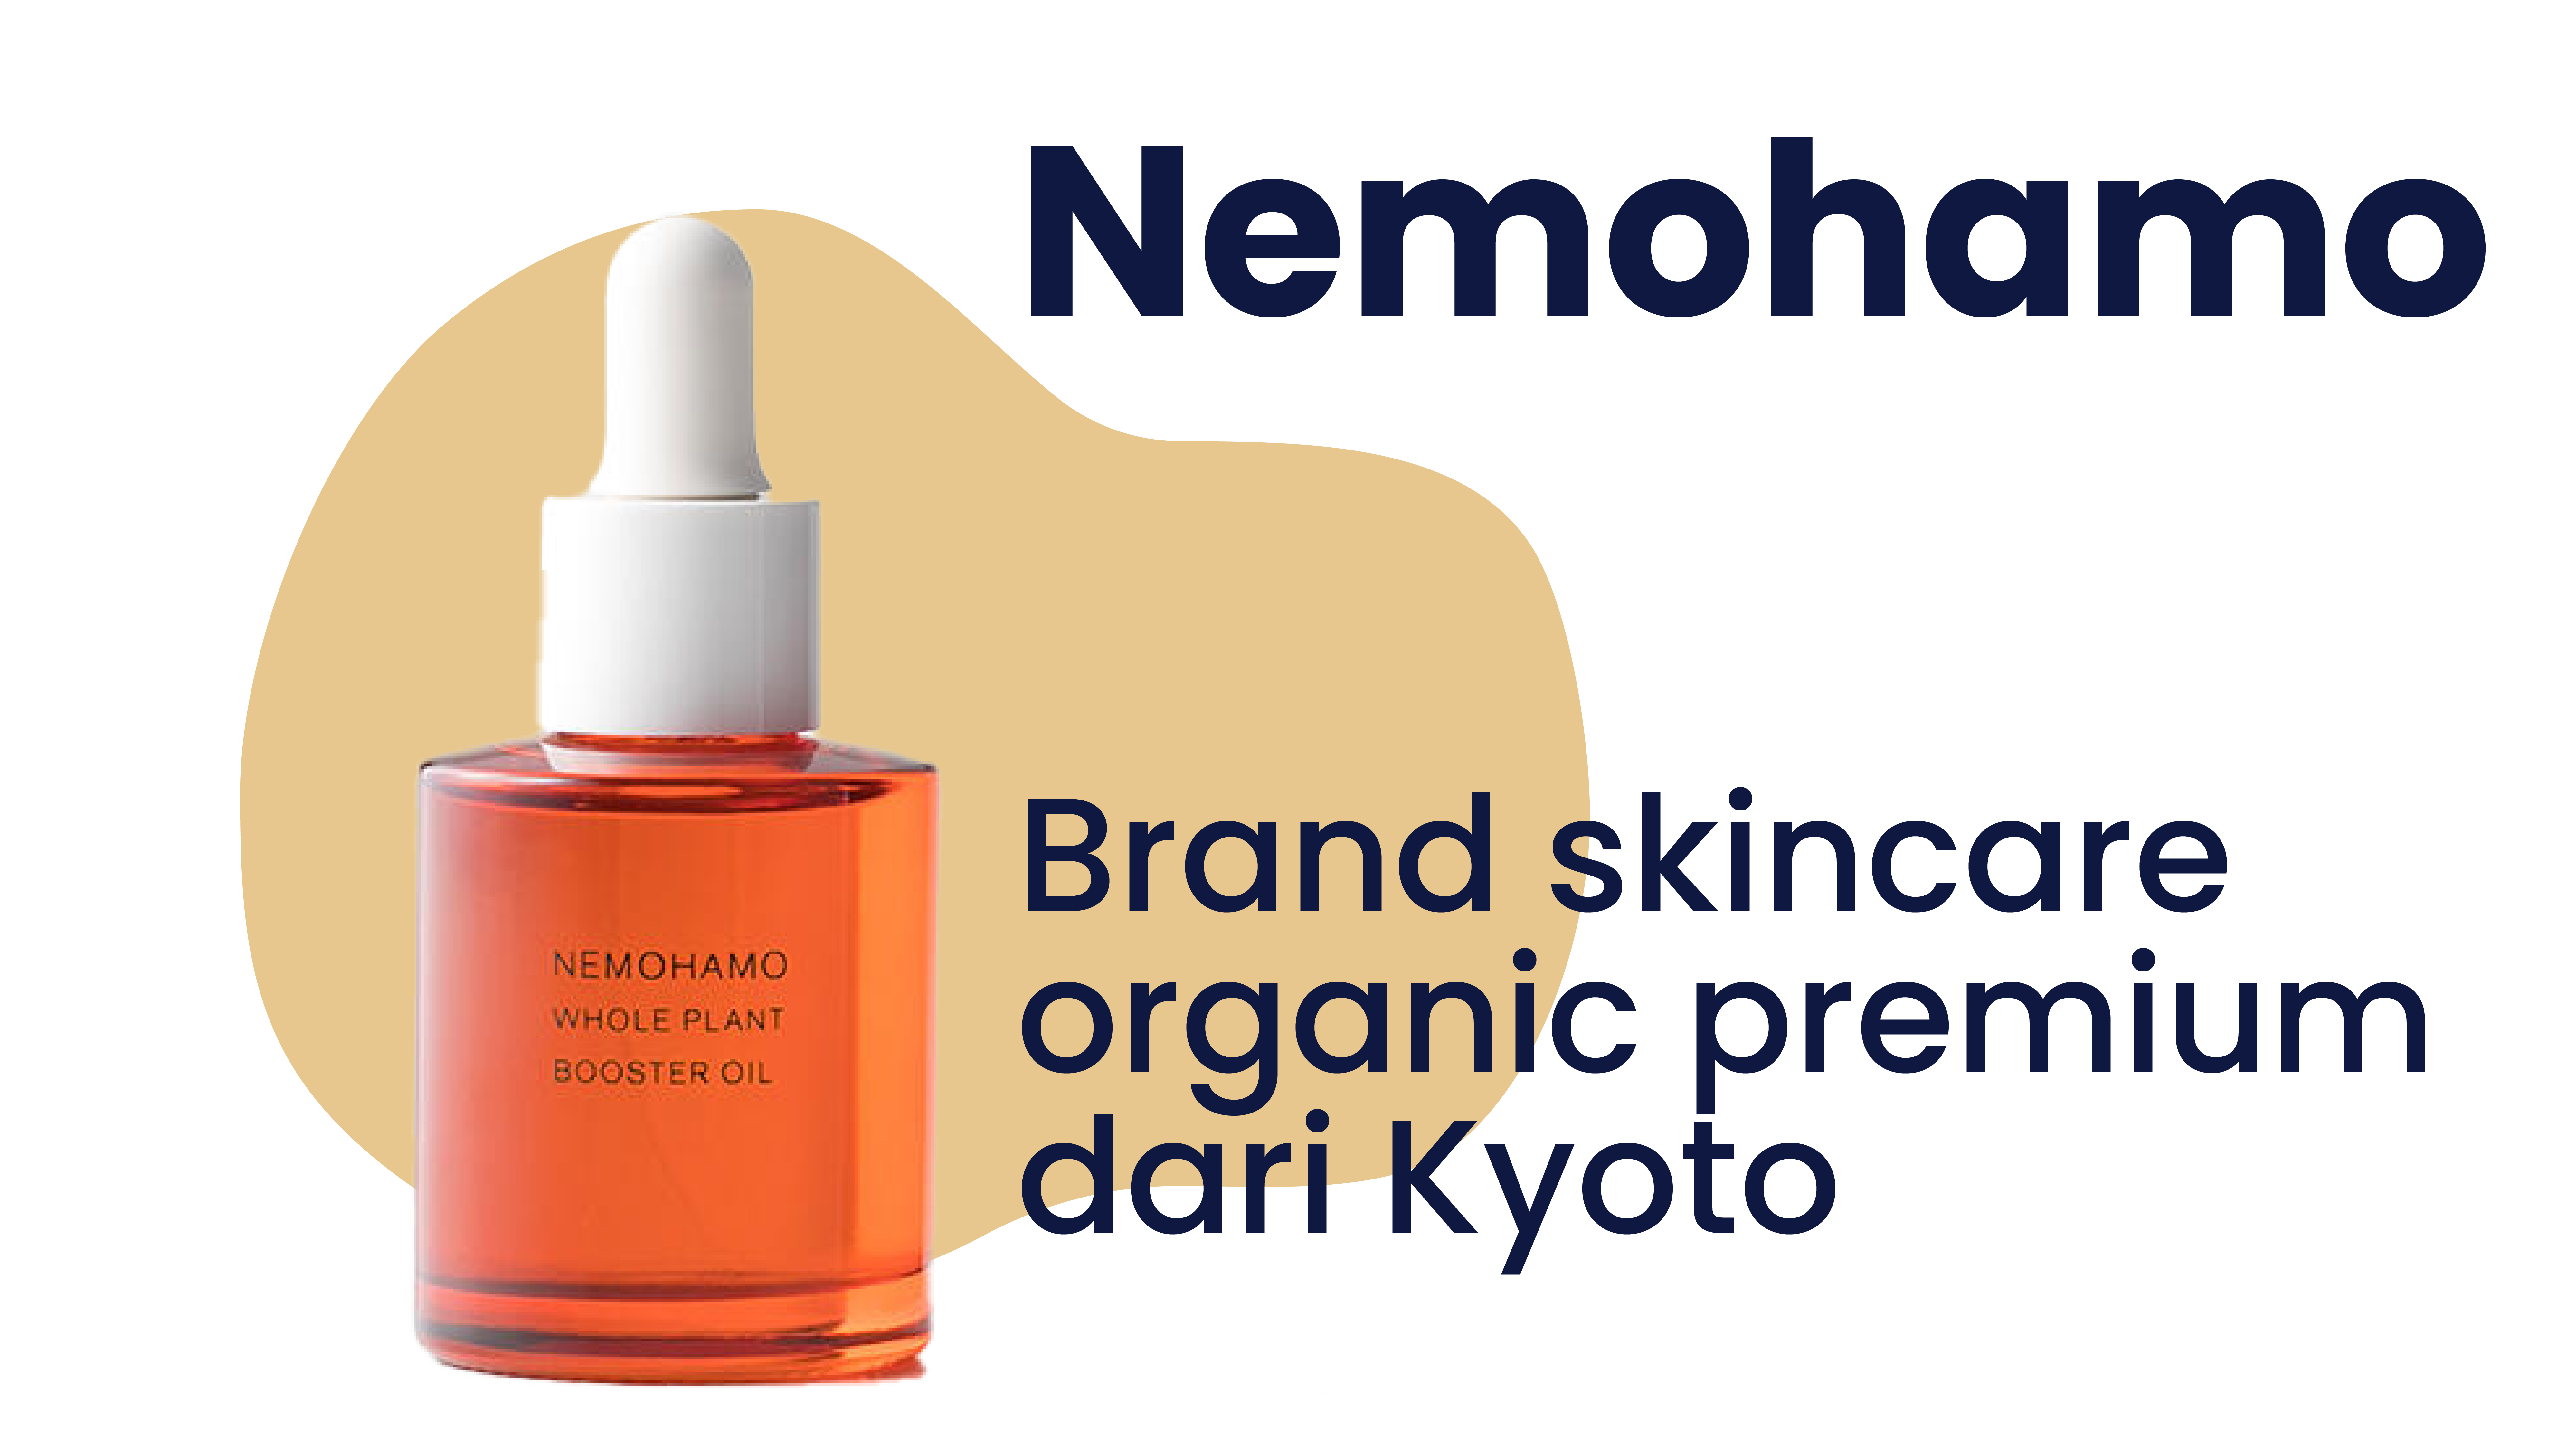 Nemohamo
NEMOHAMO
WHOLE PLANT
BOOSTER OIL
Brand skincare
organic premium
dari Kyoto